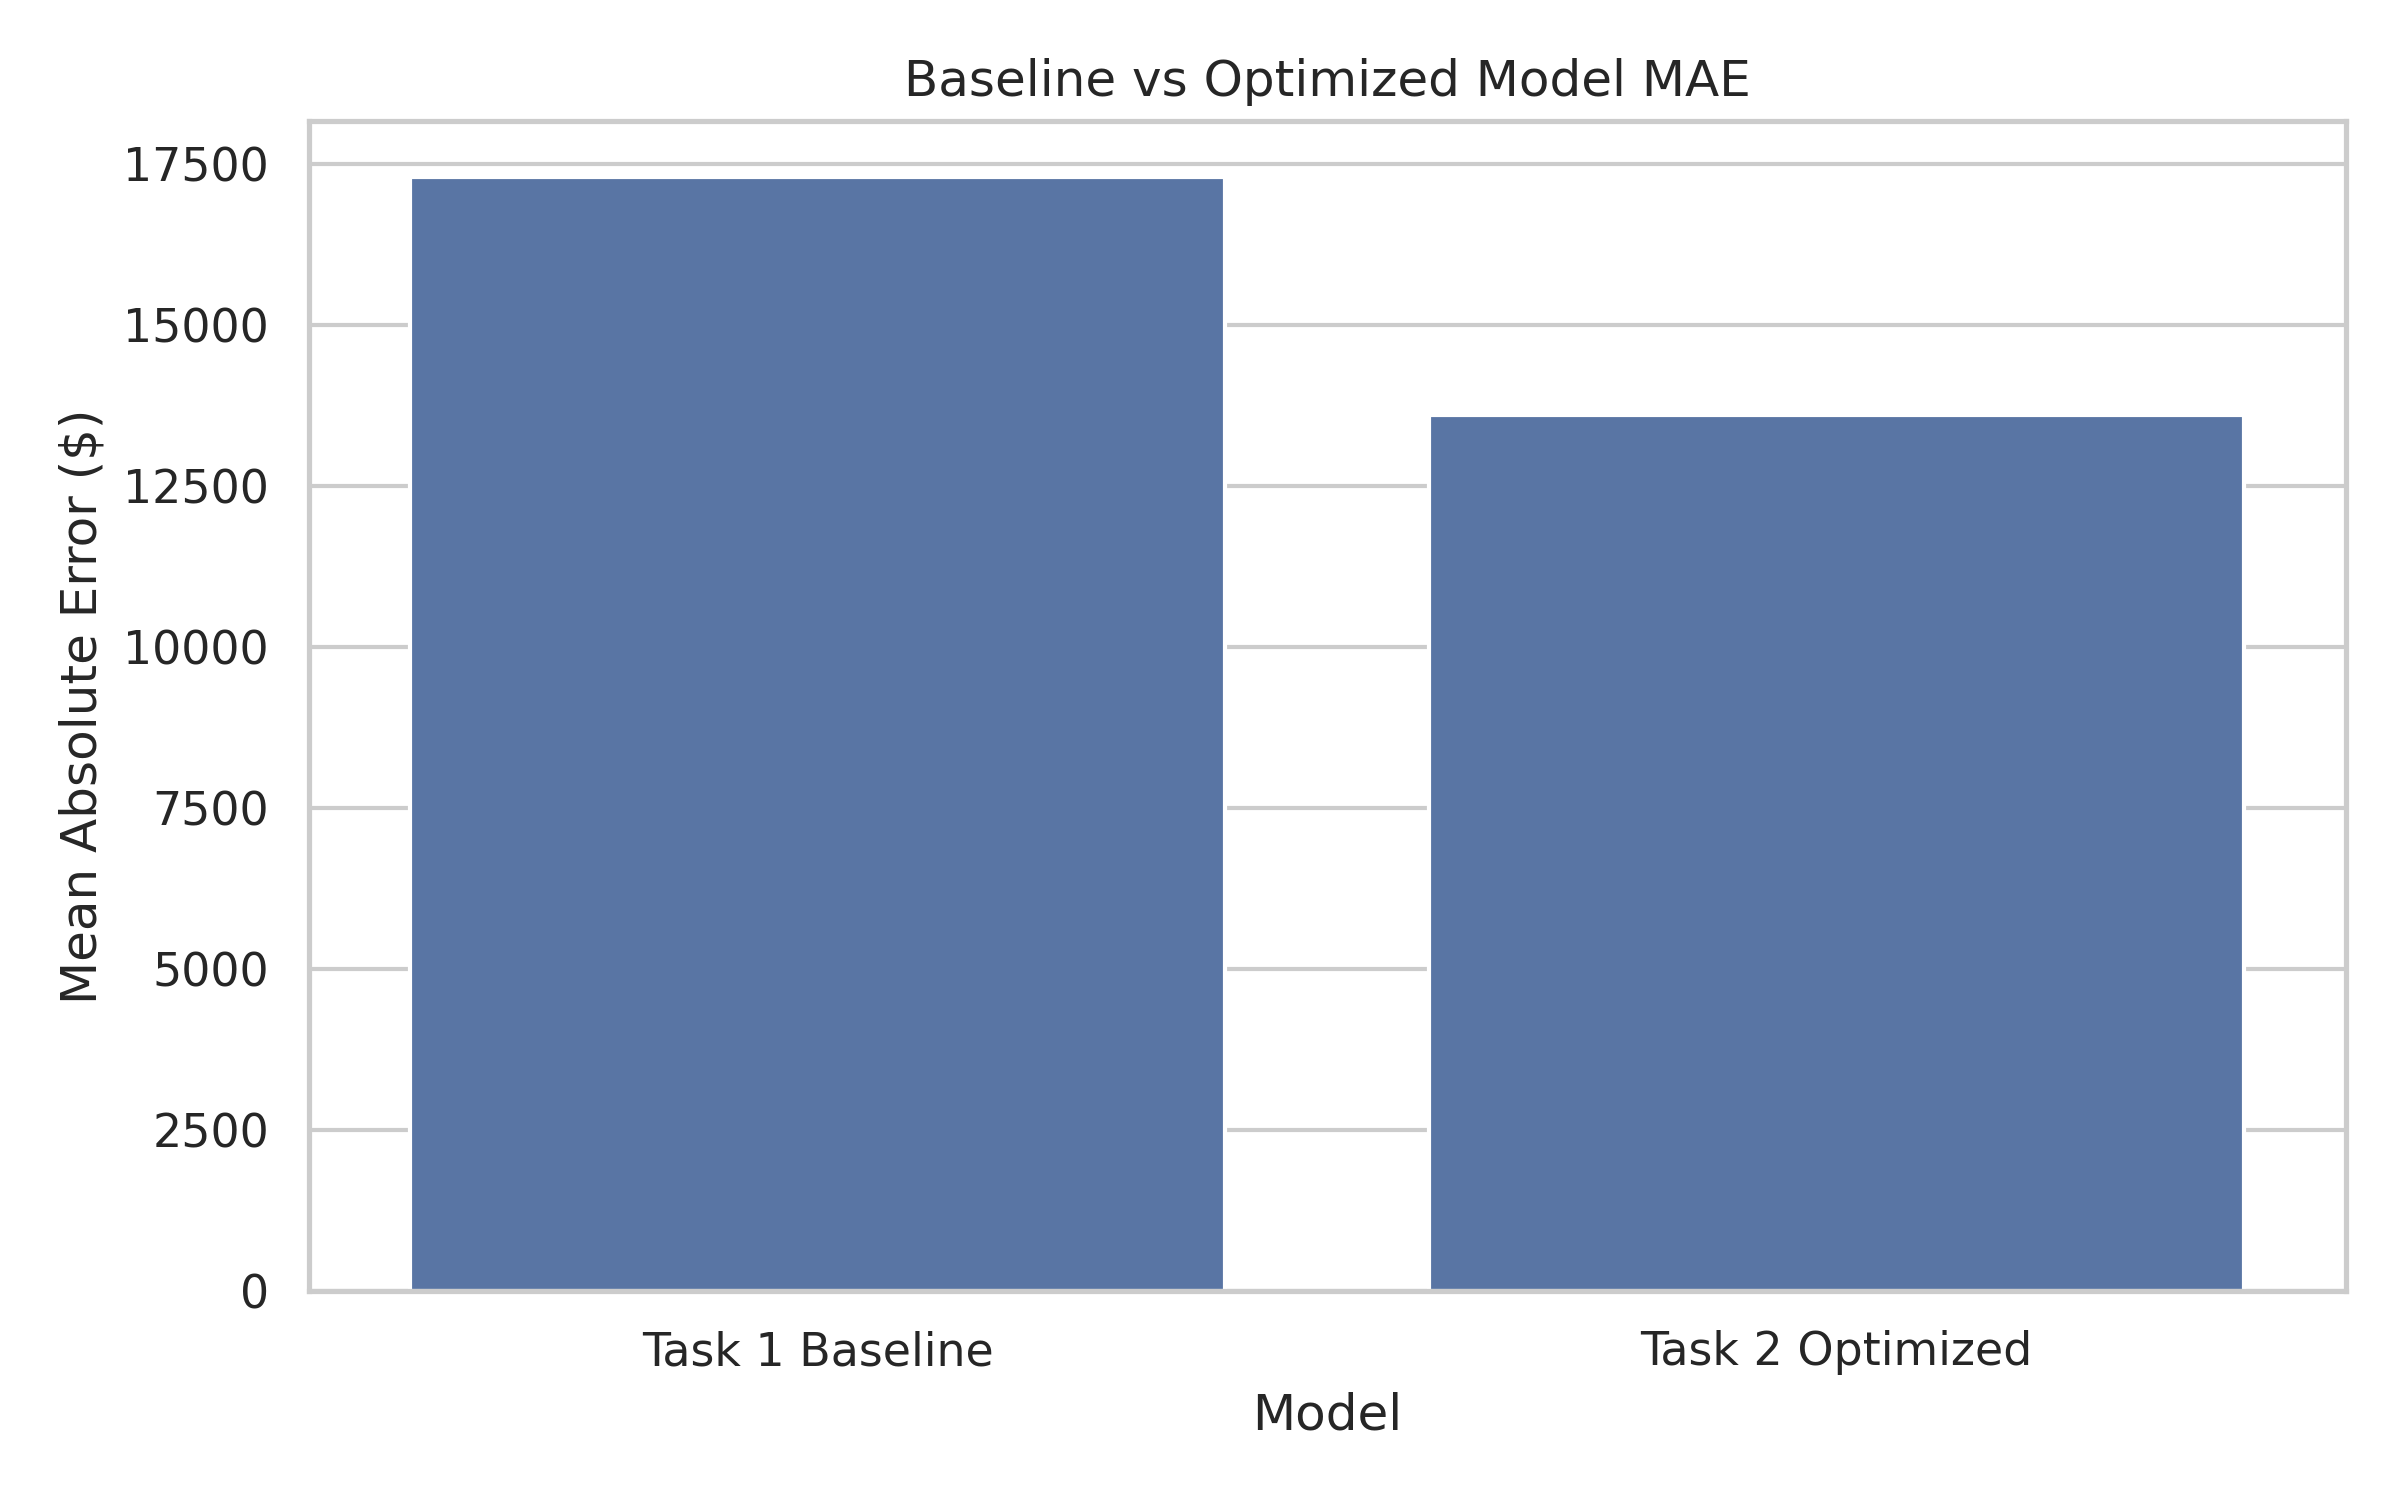 Baseline vs Optimized Model MAE
Mean Absolute Error ($)
17500
15000
12500
10000
7500
5000
2500
0
Task 1 Baseline
Task 2 Optimized
Model